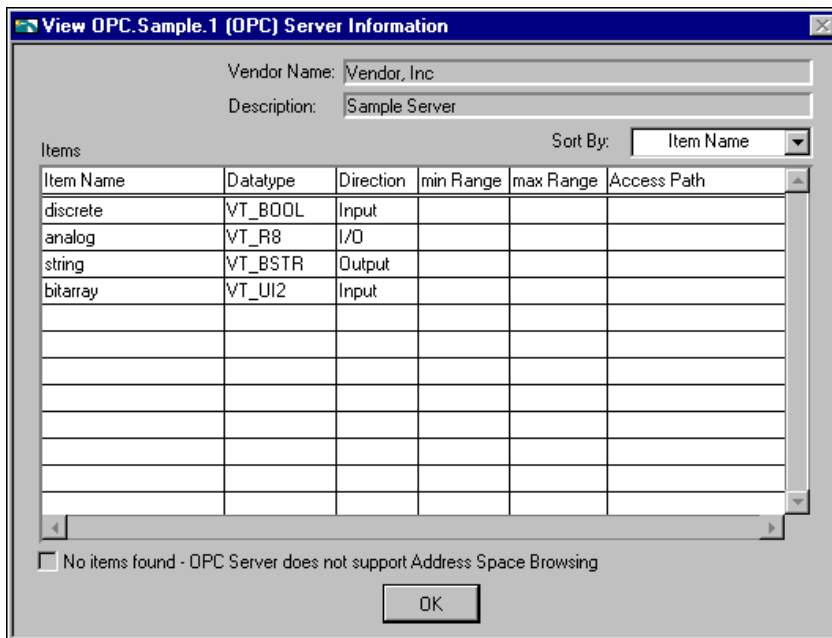 View OPC.Sample.1 (OPC) Server Information
Vendor Name: Vendor, Inc
Description: Sample Server
Sort By: Item Name
Items
Item Name Datatype Direction min Range max Range Access Path
discrete VT_BOOL Input
analog VT_R8 I/O
string VT_BSTR Output
bitarray VT_UI2 Input
No items found - OPC Server does not support Address Space Browsing
OK